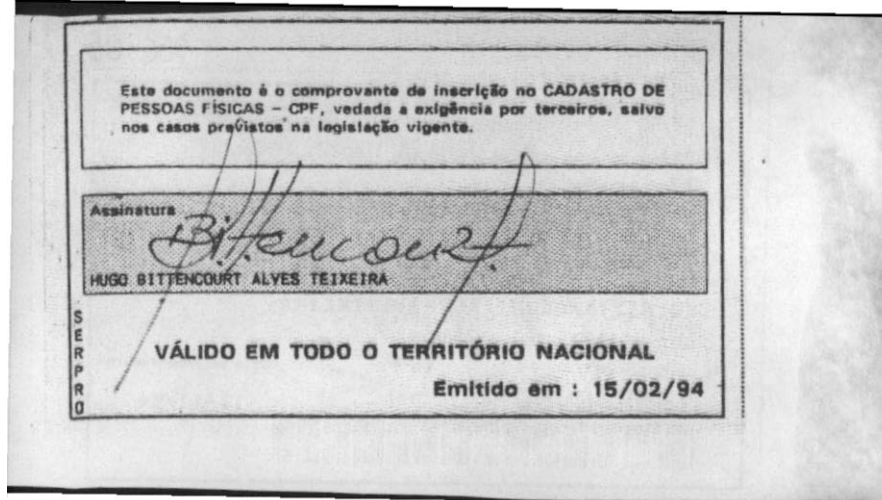 Este documento é o comprovante de inscrição no CADASTRO DE
PESSOAS FÍSICAS – CPF, vedada a exigência por terceiros, salvo
nos casos previstos na legislação vigente.
Assinatura
Bittencourt
HUGO BITTENCOURT ALVES TEIXEIRA
SERPRO
VÁLIDO EM TODO O TERRITÓRIO NACIONAL
Emitido em : 15/02/94